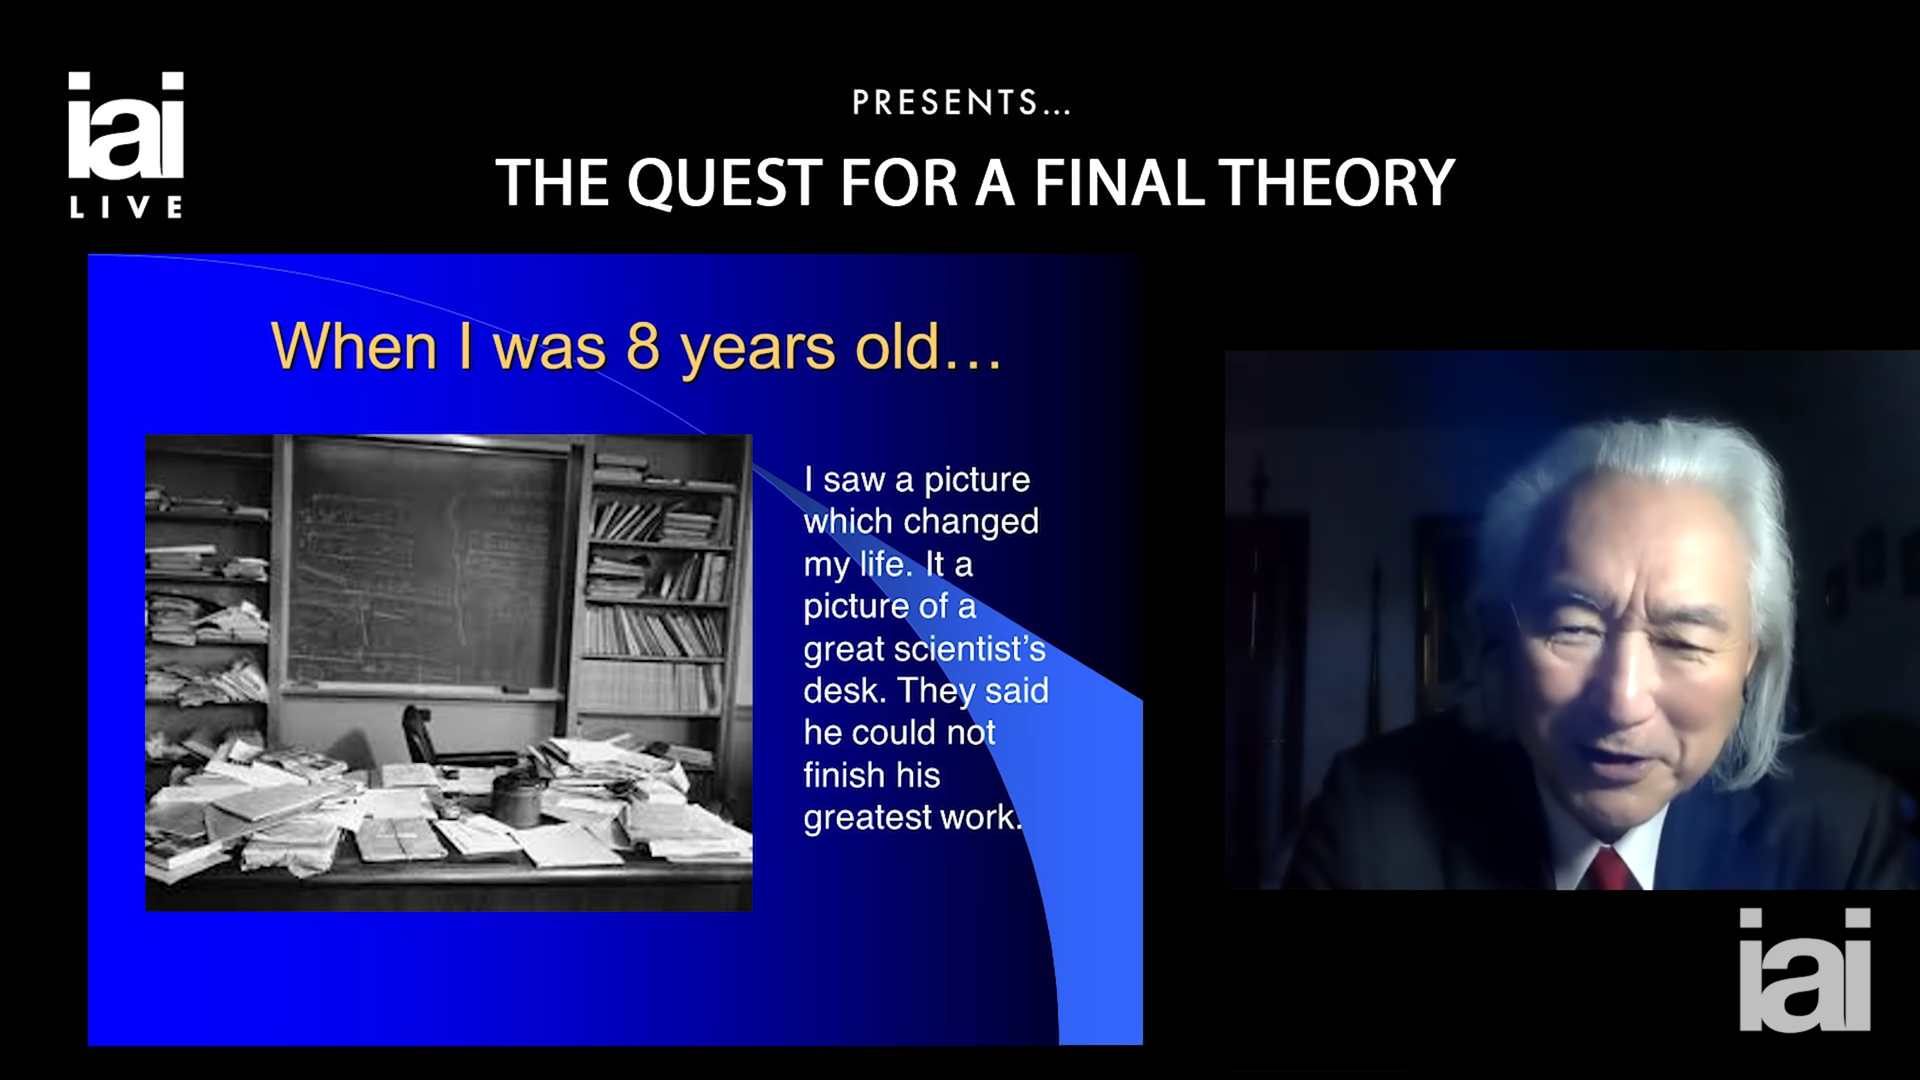 iai
LIVE
PRESENTS...
THE QUEST FOR A FINAL THEORY
When I was 8 years old...
I saw a picture
which changed
my life. It a
picture of a
great scientist's
desk. They said
he could not
finish his
greatest work.
iai